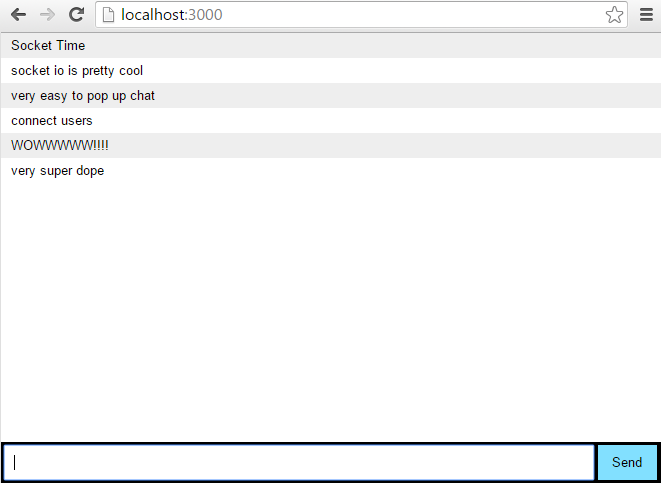 localhost:3000
Socket Time
socket io is pretty cool
very easy to pop up chat
connect users
WOWWWWW!!!!
very super dope
Send